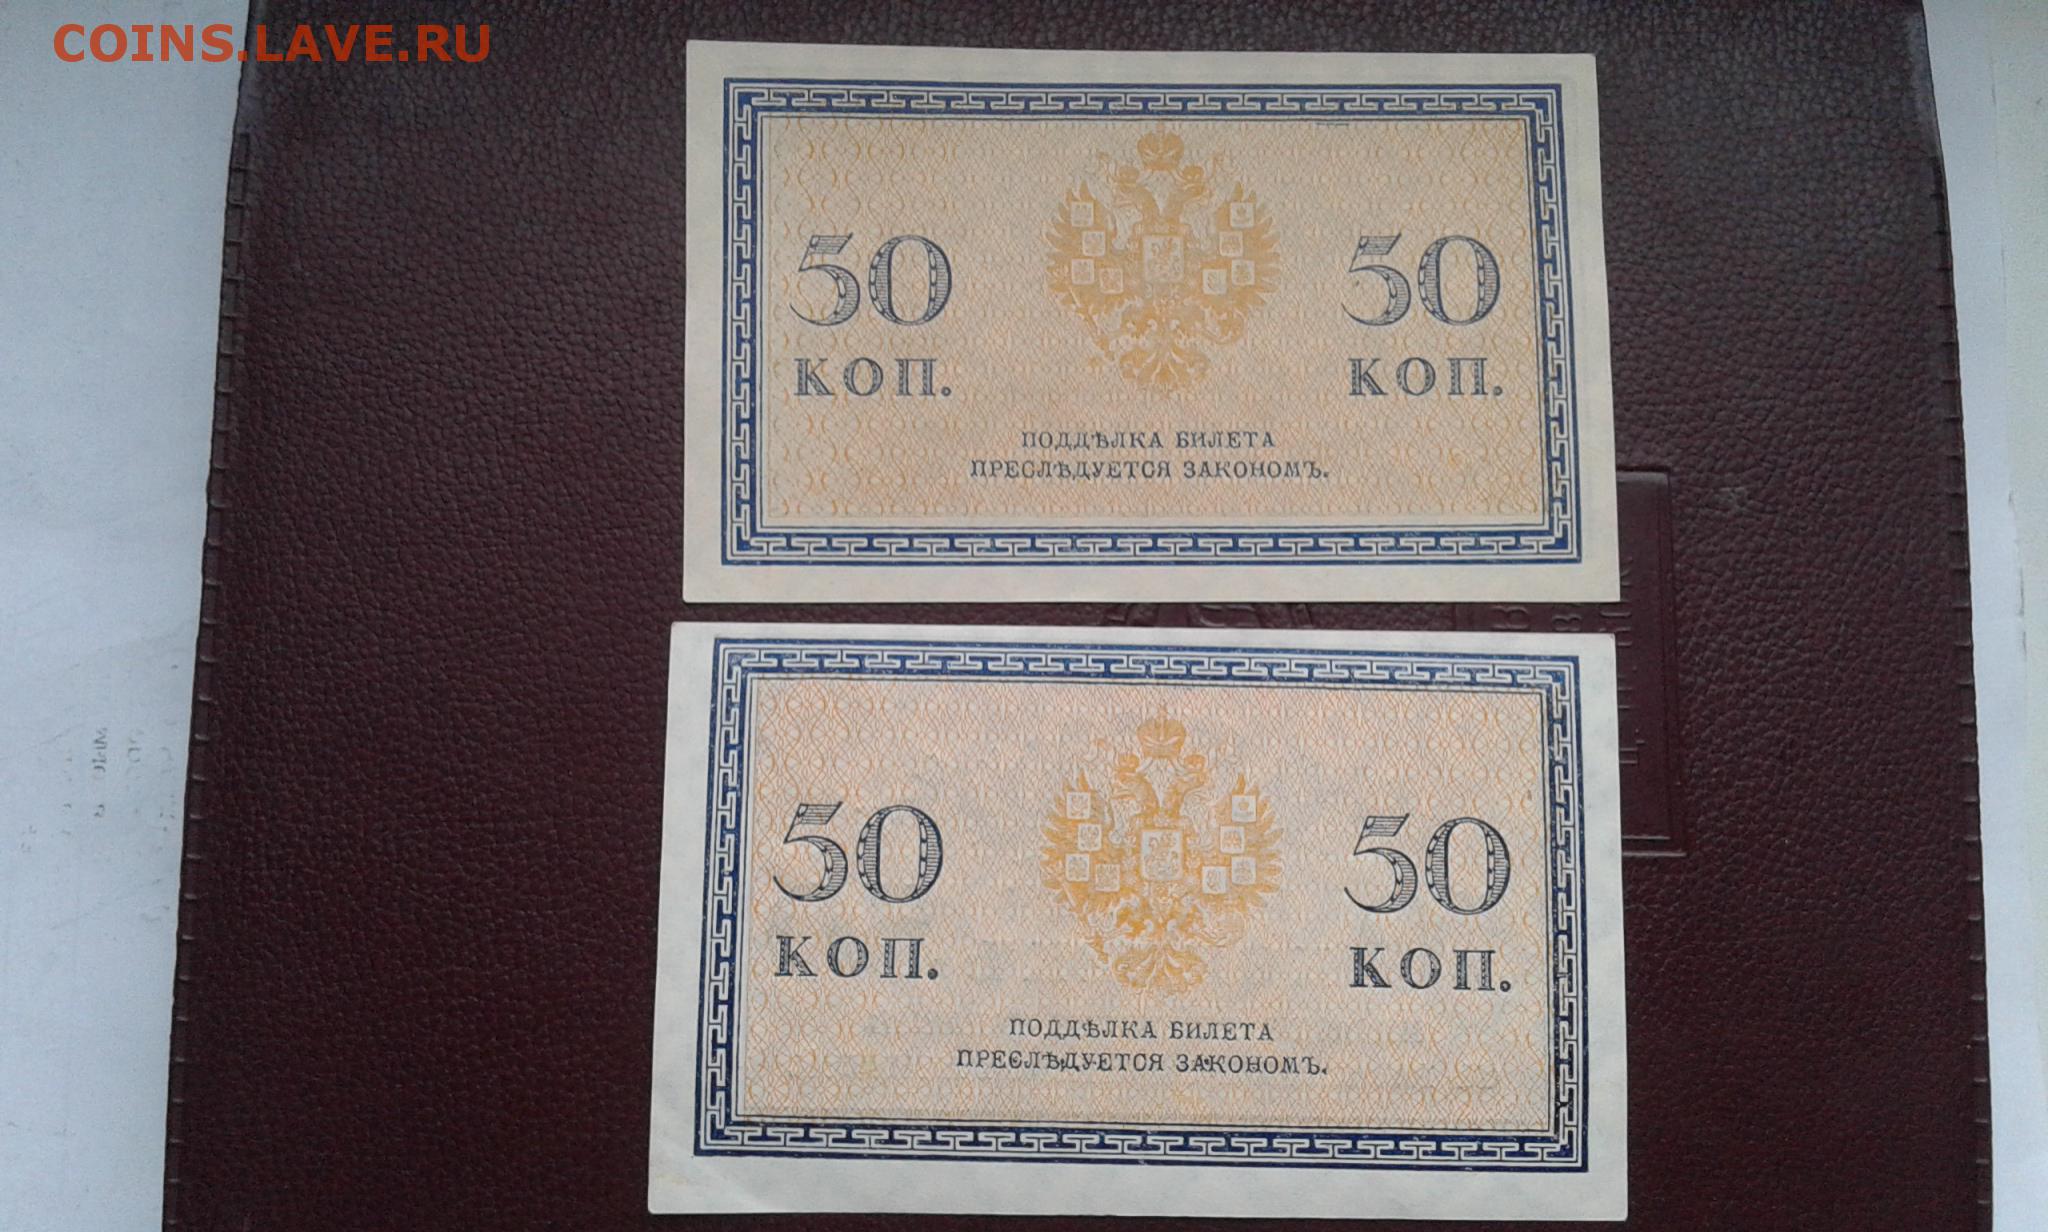 COINS.LAVE.RU
50 50
КОП. КОП.
ПОДДѢЛКА БИЛЕТА
ПРЕСЛѢДУЕТСЯ ЗАКОНОМЪ.
50 50
КОП. КОП.
ПОДДѢЛКА БИЛЕТА
ПРЕСЛѢДУЕТСЯ ЗАКОНОМЪ.